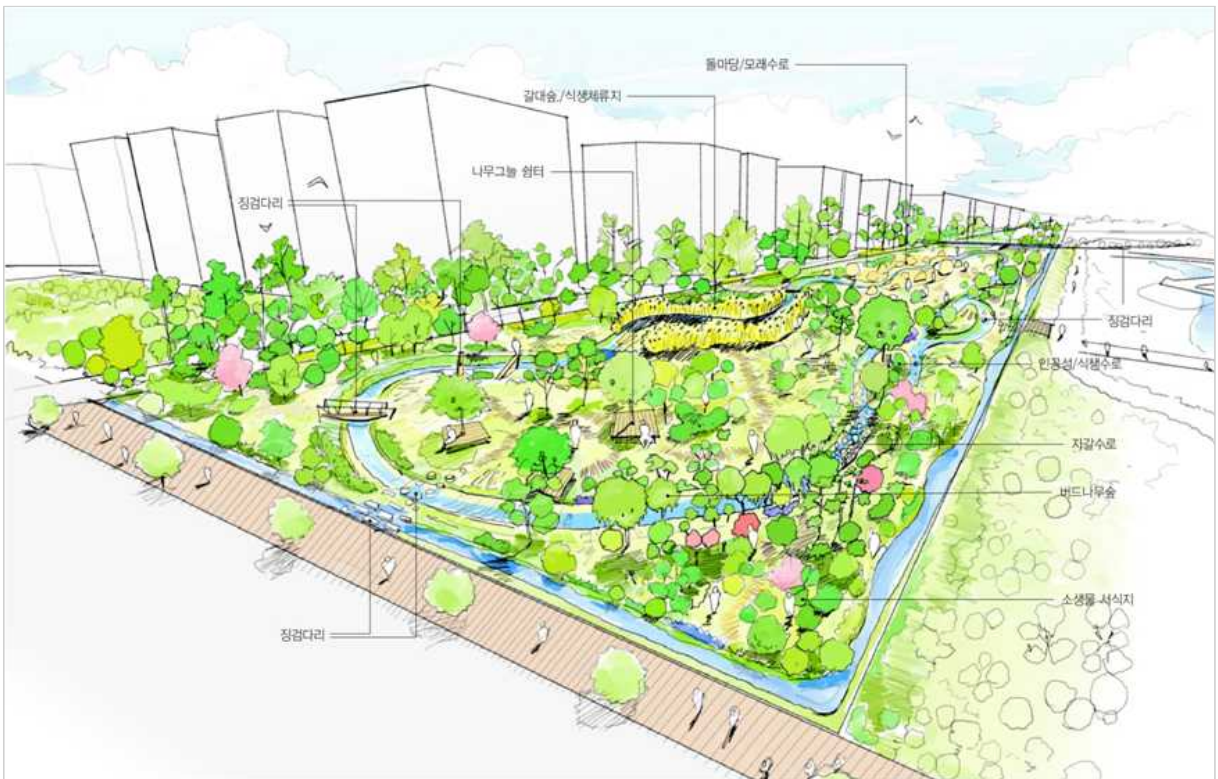 돌마당/모래수로
갈대숲/식생체류지
나무그늘 쉼터
징검다리
징검다리
인공섬/식생수로
자갈수로
버드나무숲
소생물 서식지
징검다리